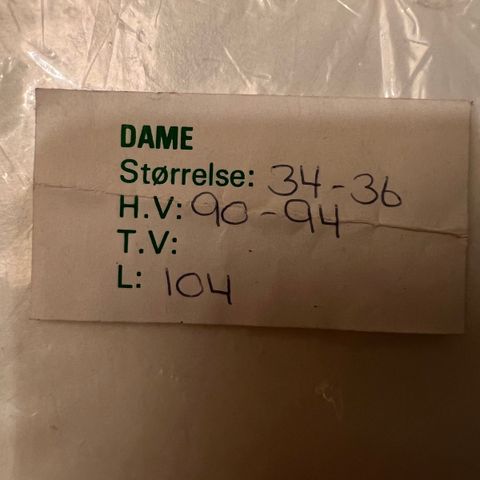 DAME
Størrelse: 34-36
H.V: 90-94
T.V:
L: 104